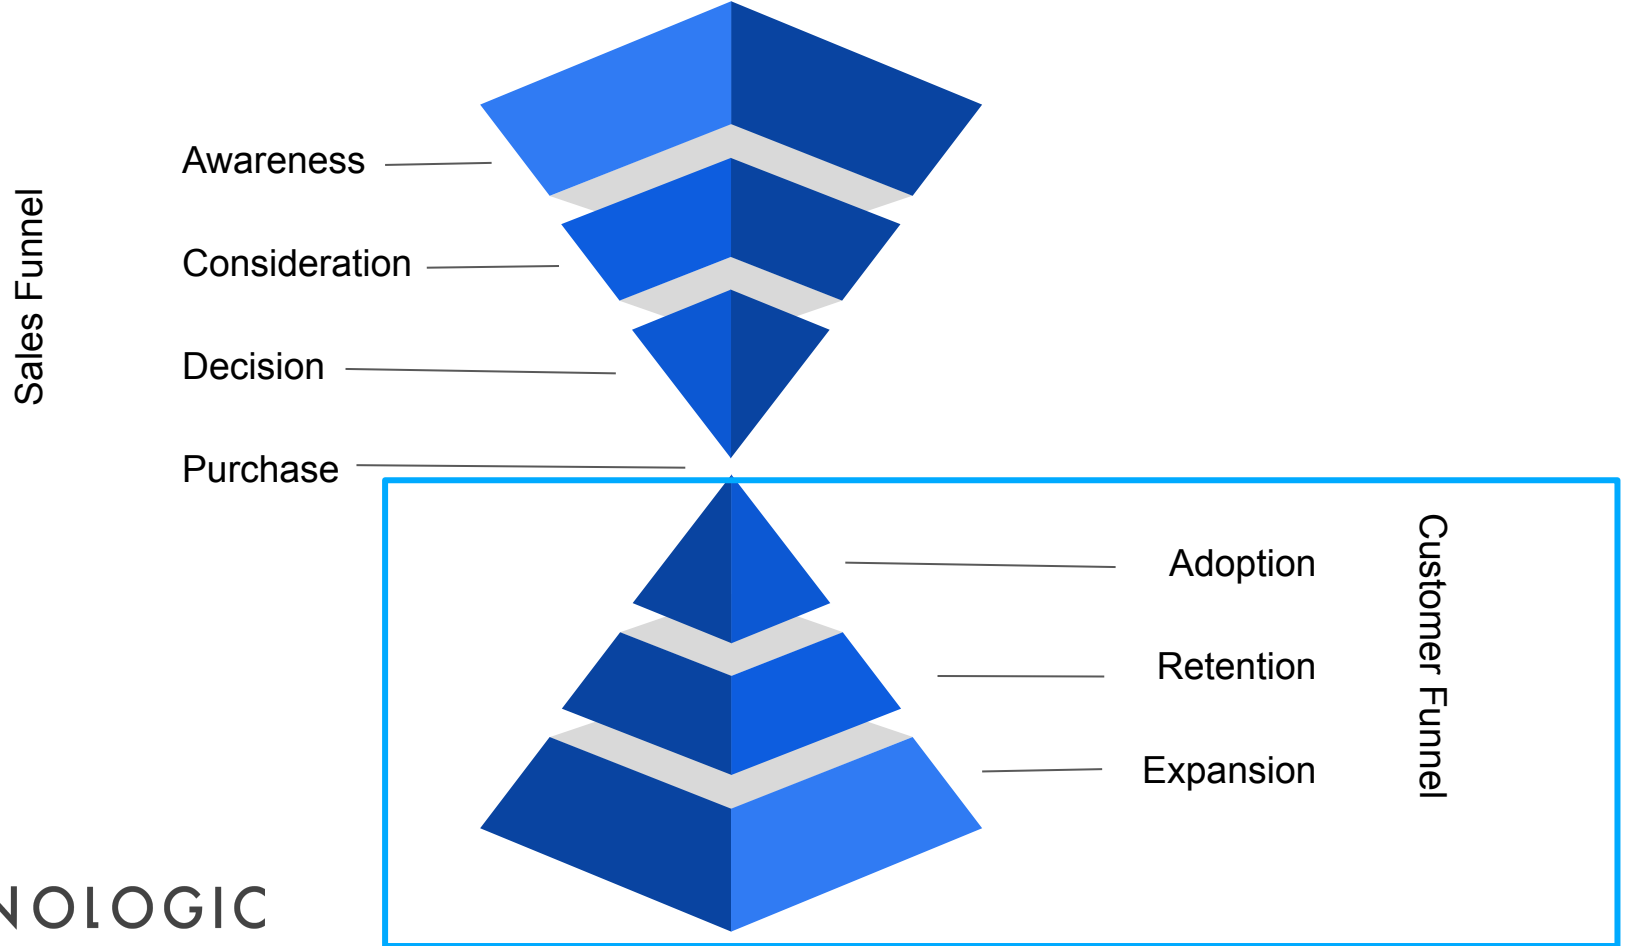 Sales Funnel
Awareness
Consideration
Decision
Purchase
Adoption
Retention
Expansion
Customer Funnel
NOLOGIC